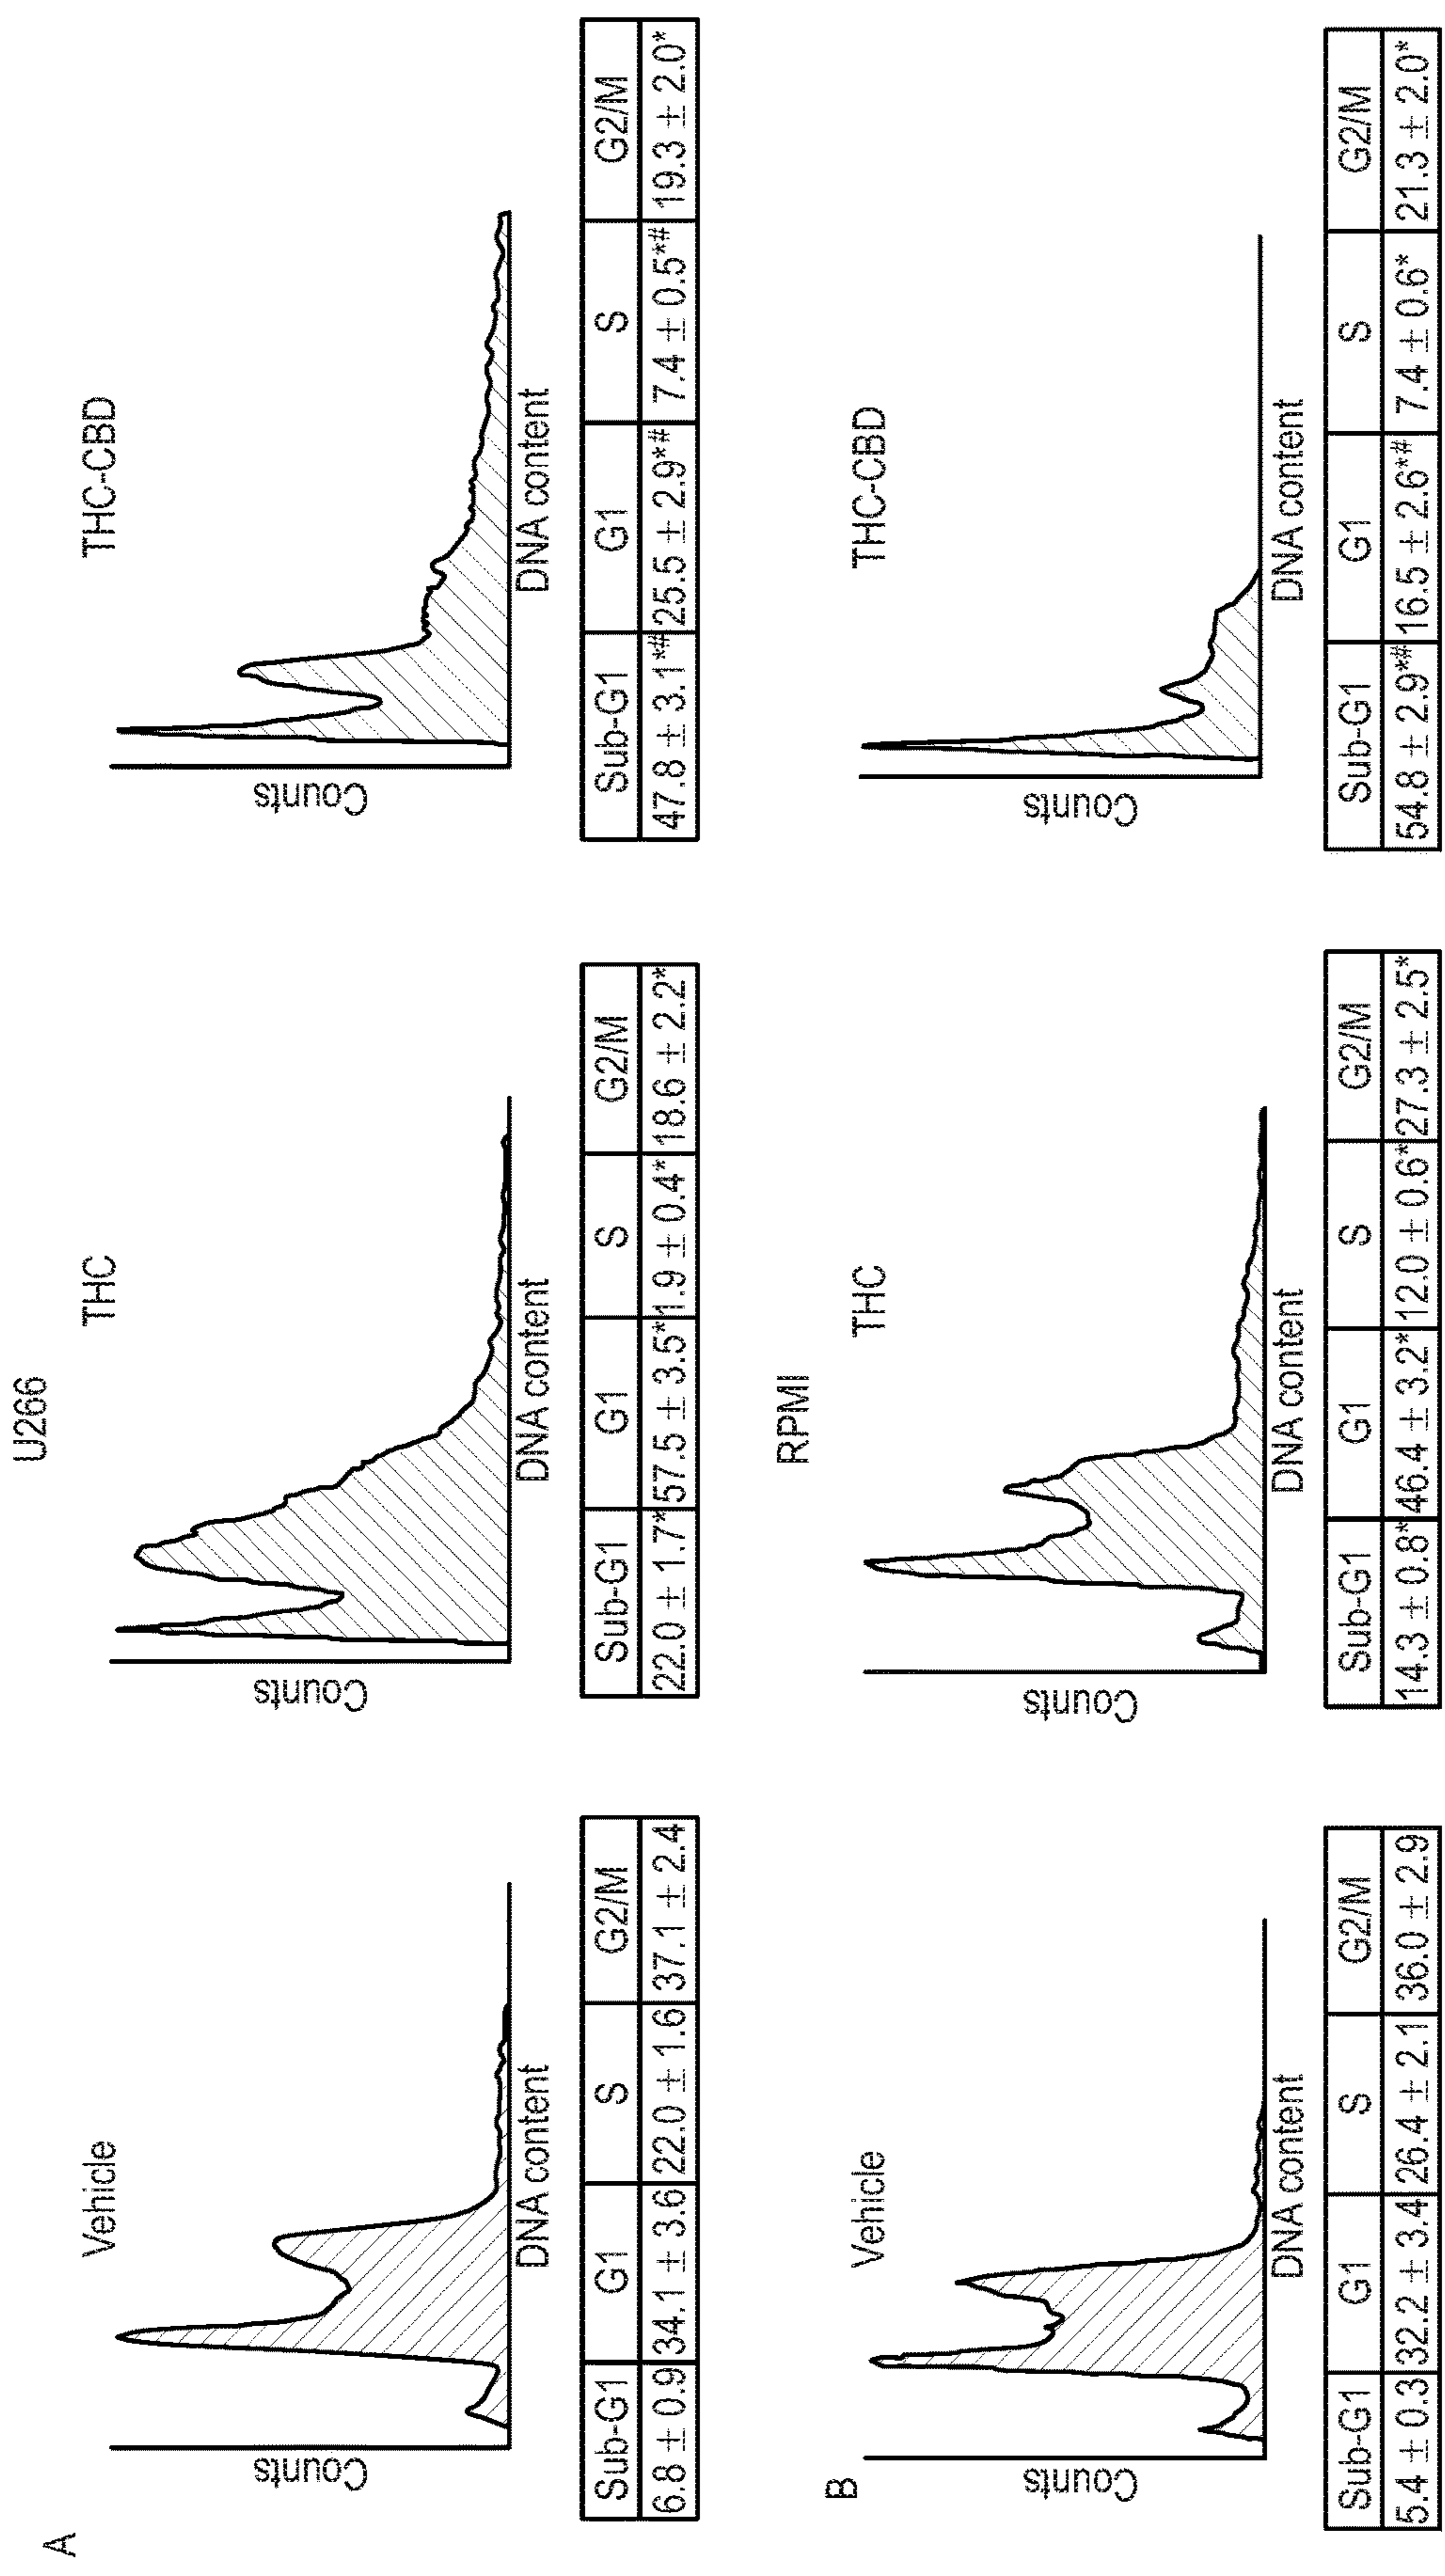 A
U266
Vehicle
THC
THC-CBD
Counts
Counts
Counts
DNA content
DNA content
DNA content
Sub-G1 G1 S G2/M
6.8 ± 0.9 34.1 ± 3.6 22.0 ± 1.6 37.1 ± 2.4
Sub-G1 G1 S G2/M
22.0 ± 1.7* 57.5 ± 3.5* 1.9 ± 0.4* 18.6 ± 2.2*
Sub-G1 G1 S G2/M
47.8 ± 3.1*# 25.5 ± 2.9*# 7.4 ± 0.5*# 19.3 ± 2.0*
B
RPMI
Vehicle
THC
THC-CBD
Counts
Counts
Counts
DNA content
DNA content
DNA content
Sub-G1 G1 S G2/M
5.4 ± 0.3 32.2 ± 3.4 26.4 ± 2.1 36.0 ± 2.9
Sub-G1 G1 S G2/M
14.3 ± 0.8* 46.4 ± 3.2* 12.0 ± 0.6* 27.3 ± 2.5*
Sub-G1 G1 S G2/M
54.8 ± 2.9*# 16.5 ± 2.6*# 7.4 ± 0.6* 21.3 ± 2.0*